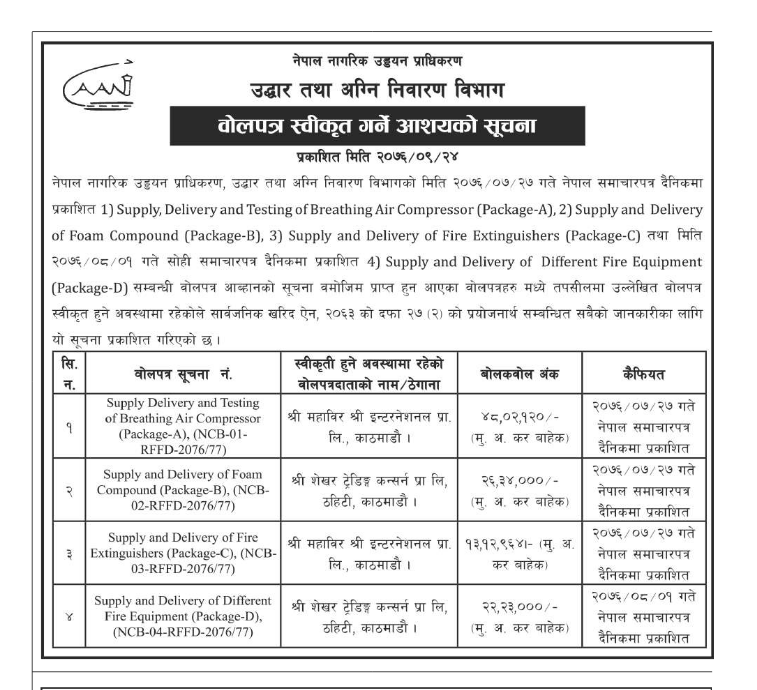 CAAN
नेपाल नागरिक उड्डयन प्राधिकरण
उद्धार तथा अग्नि निवारण विभाग
वोलपत्र स्वीकृत गर्ने आशयको सूचना
प्रकाशित मिति २०७६/०९/२४
नेपाल नागरिक उड्डयन प्राधिकरण, उद्धार तथा अग्नि निवारण विभागको मिति २०७६/०७/२७ गते नेपाल समाचारपत्र दैनिकमा
प्रकाशित 1) Supply, Delivery and Testing of Breathing Air Compressor (Package-A), 2) Supply and Delivery
of Foam Compound (Package-B), 3) Supply and Delivery of Fire Extinguishers (Package-C) तथा मिति
२०७६/०८/०१ गते सोही समाचारपत्र दैनिकमा प्रकाशित 4) Supply and Delivery of Different Fire Equipment
(Package-D) सम्वन्धी वोलपत्र आव्हानको सूचना वमोजिम प्राप्त हुन आएका वोलपत्रहरु मध्ये तपसीलमा उल्लेखित वोलपत्र
स्वीकृत हुने अवस्थामा रहेकोले सार्वजनिक खरिद ऐन, २०६३ को दफा २७ (२) को प्रयोजनार्थ सम्वन्धित सबैको जानकारीका लागि
यो सूचना प्रकाशित गरिएको छ ।
सि. न.
वोलपत्र सूचना नं.
स्वीकृती हुने अवस्थामा रहेको
बोलपत्रदाताको नाम/ठेगाना
बोलकवोल अंक
कैफियत
१
Supply Delivery and Testing
of Breathing Air Compressor
(Package-A), (NCB-01-
RFFD-2076/77)
श्री महाविर श्री इन्टरनेशनल प्रा.
लि., काठमाडौ ।
४८,०२,१२०/-
(मु. अ. कर बाहेक)
२०७६/०७/२७ गते
नेपाल समाचारपत्र
दैनिकमा प्रकाशित
२
Supply and Delivery of Foam
Compound (Package-B), (NCB-
02-RFFD-2076/77)
श्री शेखर ट्रेडिङ्ग कन्सर्न प्रा लि,
ठहिटी, काठमाडौ ।
२६,३४,०००/-
(मु. अ. कर बाहेक)
२०७६/०७/२७ गते
नेपाल समाचारपत्र
दैनिकमा प्रकाशित
३
Supply and Delivery of Fire
Extinguishers (Package-C), (NCB-
03-RFFD-2076/77)
श्री महाविर श्री इन्टरनेशनल प्रा.
लि., काठमाडौ ।
१३,१२,९६४।- (मु. अ.
कर बाहेक)
२०७६/०७/२७ गते
नेपाल समाचारपत्र
दैनिकमा प्रकाशित
४
Supply and Delivery of Different
Fire Equipment (Package-D),
(NCB-04-RFFD-2076/77)
श्री शेखर ट्रेडिङ्ग कन्सर्न प्रा लि,
ठहिटी, काठमाडौ ।
२२,२३,०००/-
(मु. अ. कर बाहेक)
२०७६/०८/०१ गते
नेपाल समाचारपत्र
दैनिकमा प्रकाशित